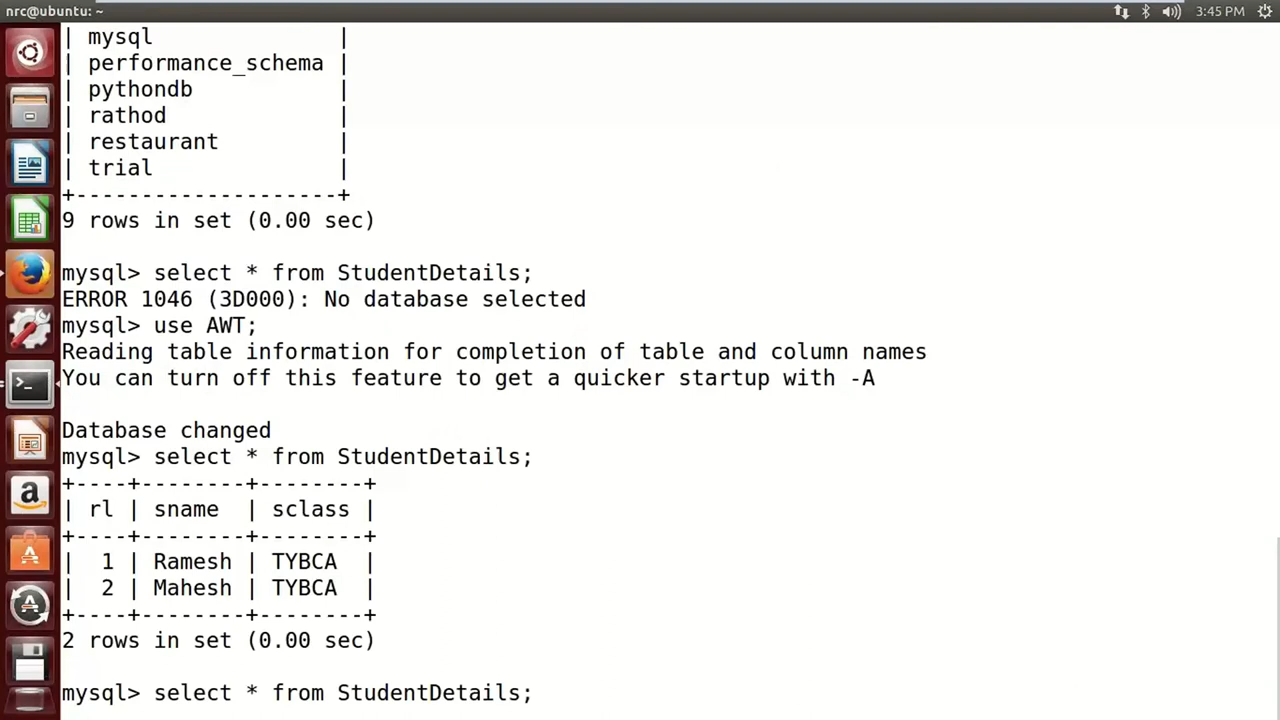 nrc@ubuntu: ~ 3:45 PM
| mysql              |
| performance_schema |
| pythondb           |
| rathod             |
| restaurant         |
| trial              |
+--------------------+
9 rows in set (0.00 sec)
mysql> select * from StudentDetails;
ERROR 1046 (3D000): No database selected
mysql> use AWT;
Reading table information for completion of table and column names
You can turn off this feature to get a quicker startup with -A
Database changed
mysql> select * from StudentDetails;
+----+--------+--------+
| rl | sname  | sclass |
+----+--------+--------+
|  1 | Ramesh | TYBCA  |
|  2 | Mahesh | TYBCA  |
+----+--------+--------+
2 rows in set (0.00 sec)
mysql> select * from StudentDetails;